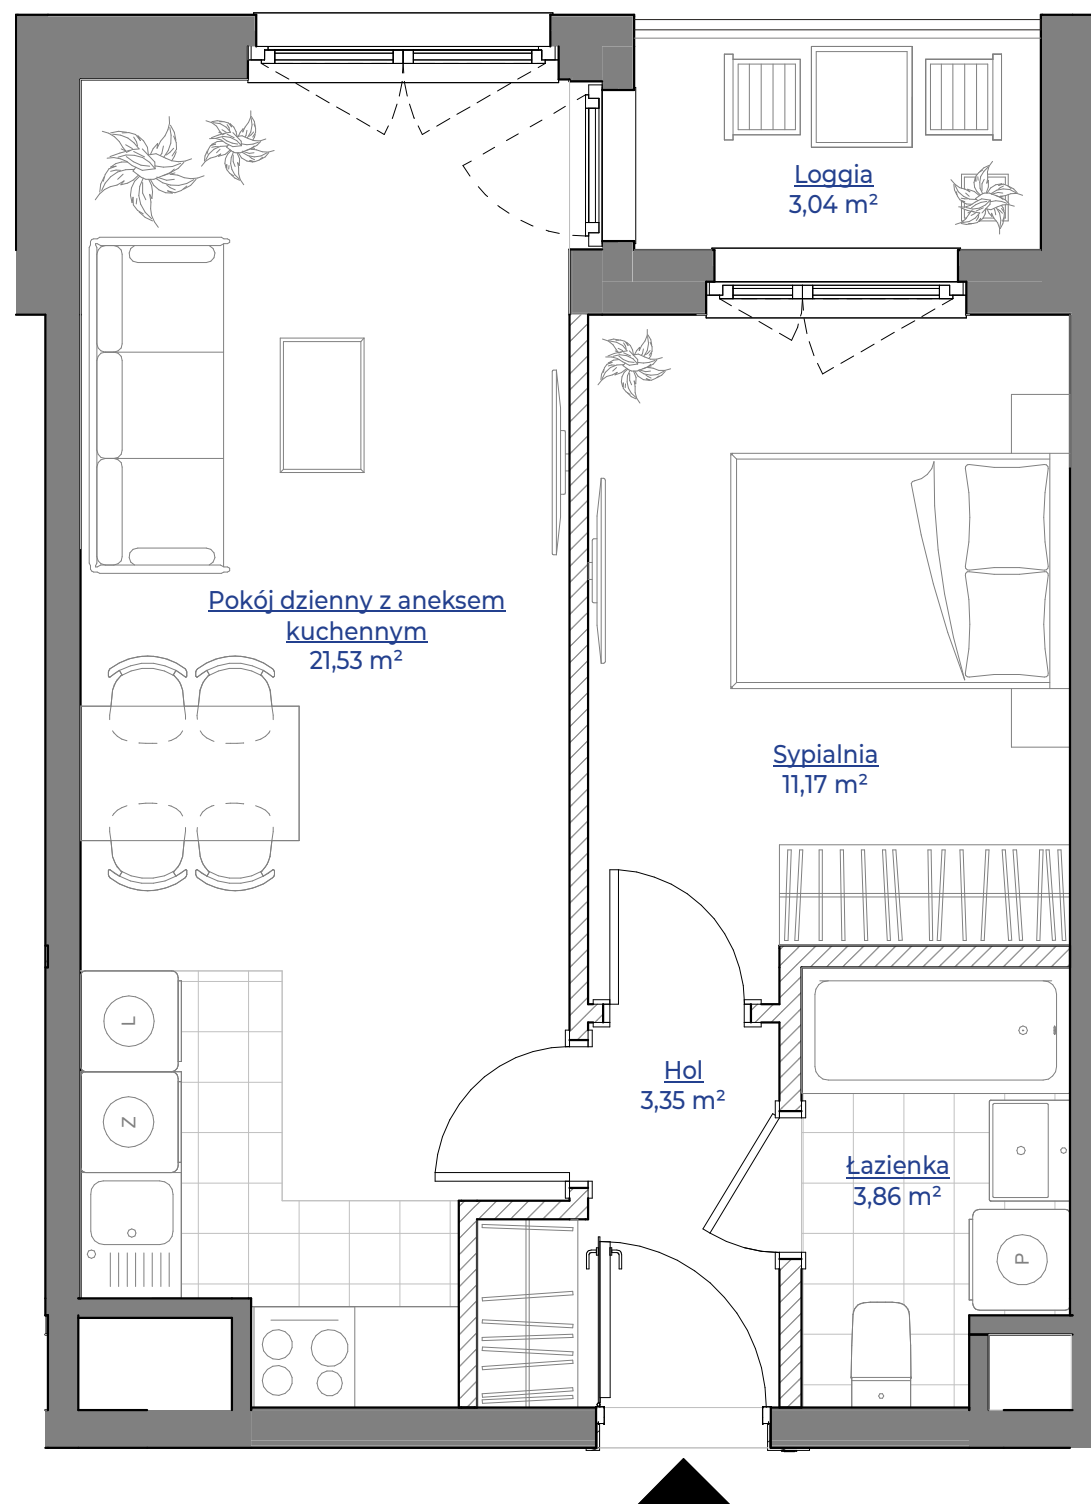 Loggia
3,04 m²
Pokój dzienny z aneksem
kuchennym
21,53 m²
Sypialnia
11,17 m²
L
Hol
3,35 m²
Z
Łazienka
3,86 m²
P